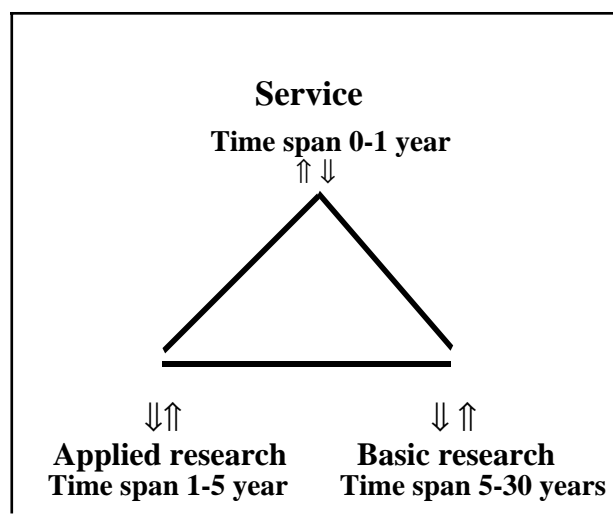 Service
Time span 0-1 year
⇑ ⇓
⇓⇑
⇓ ⇑
Applied research
Basic research
Time span 1-5 year
Time span 5-30 years